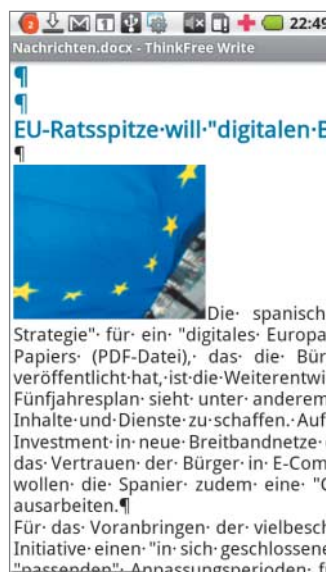 22:49
Nachrichten.docx - ThinkFree Write
¶
¶
EU-Ratsspitze·will·"digitalen·
¶
Die· spanisch
Strategie"· für· ein· "digitales· Europa
Papiers· (PDF-Datei),· das· die· Bür
veröffentlicht·hat,·ist·die·Weiterentwi
Fünfjahresplan· sieht· unter· anderem
Inhalte·und·Dienste·zu·schaffen.·Auf
Investment·in·neue·Breitbandnetze·
das· Vertrauen· der· Bürger· in· E-Com
wollen· die· Spanier· zudem· eine·
ausarbeiten.¶
Für· das· Voranbringen· der· vielbesch
Initiative·einen·"in·sich·geschlossene
"passenden"· Anpassungsperioden· f